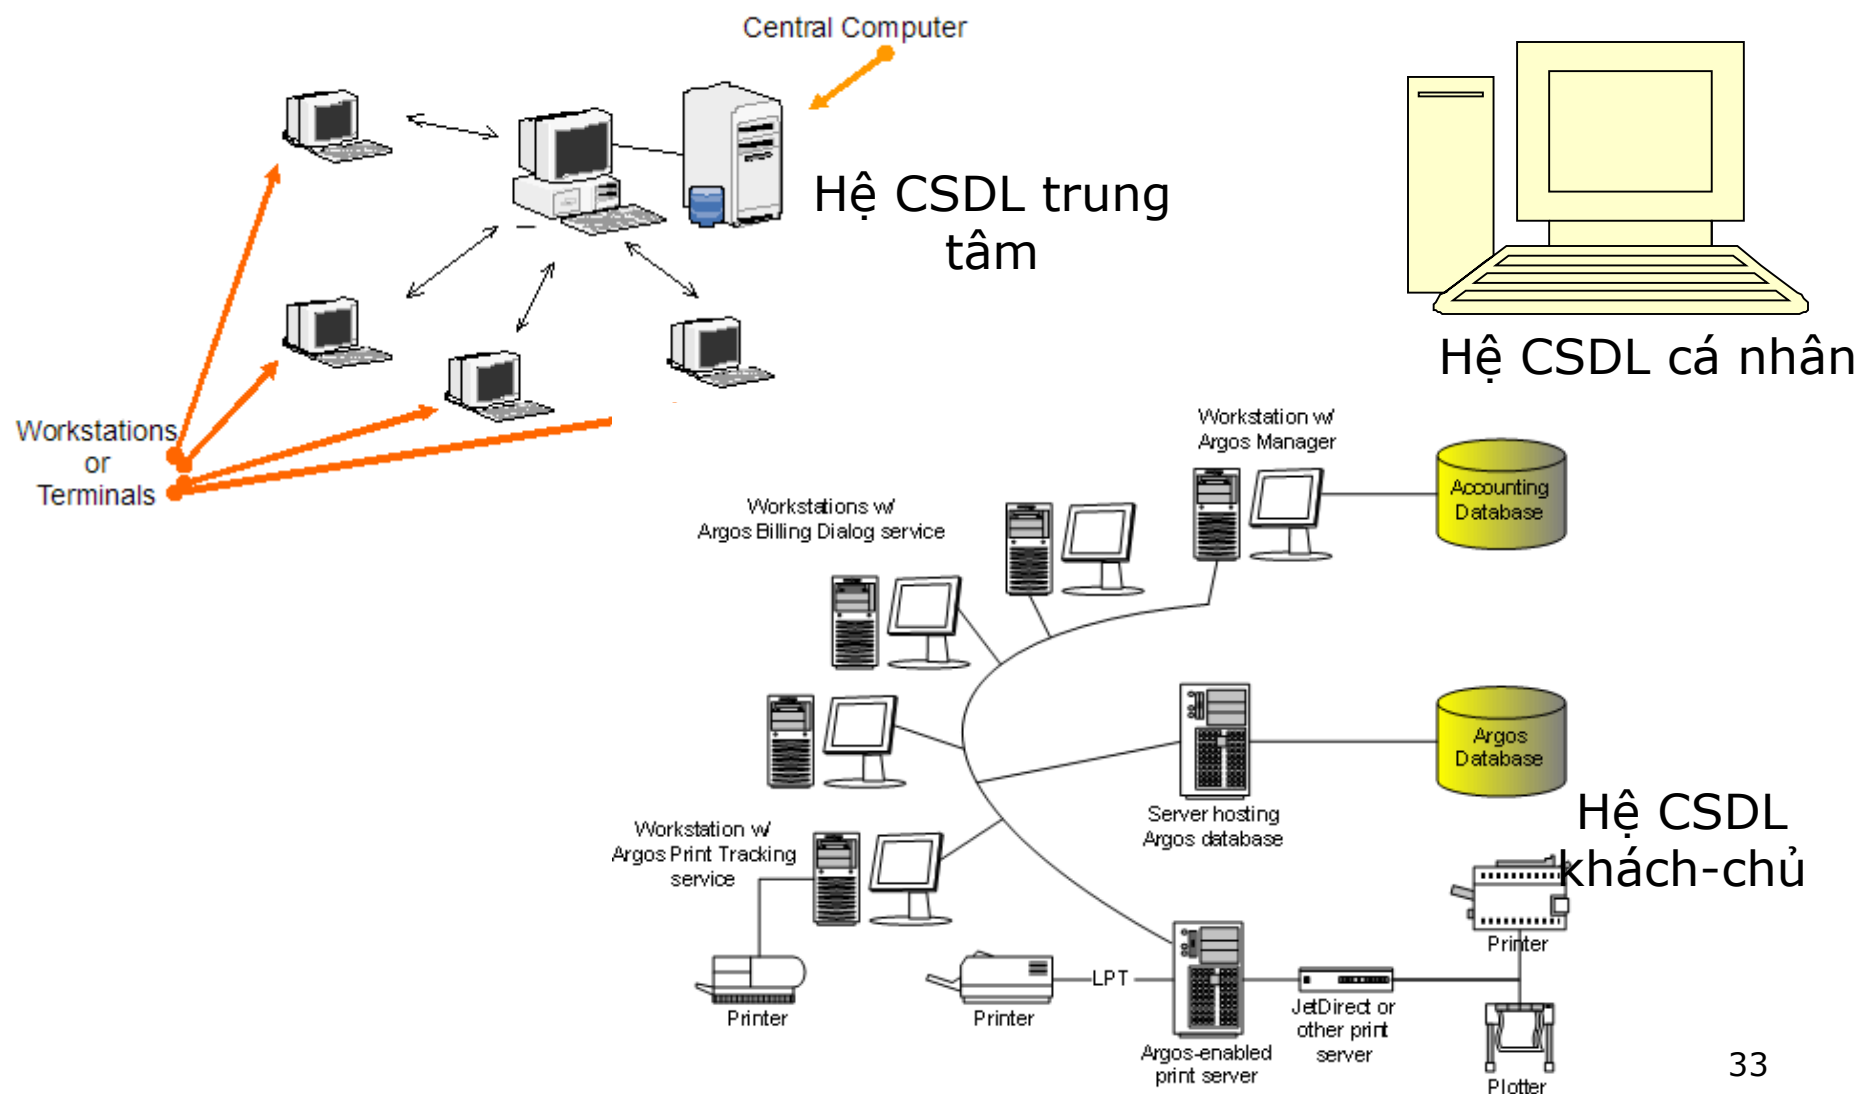 Central Computer
Hệ CSDL trung
tâm
Hệ CSDL cá nhân
Workstations
or
Terminals
Workstation w/
Argos Manager
Accounting
Database
Workstations w/
Argos Billing Dialog service
Argos
Database
Server hosting
Argos database
Hệ CSDL
khách-chủ
Workstation w/
Argos Print Tracking
service
Printer
Printer
LPT
Printer
JetDirect or
other print
server
Argos-enabled
print server
Plotter
33